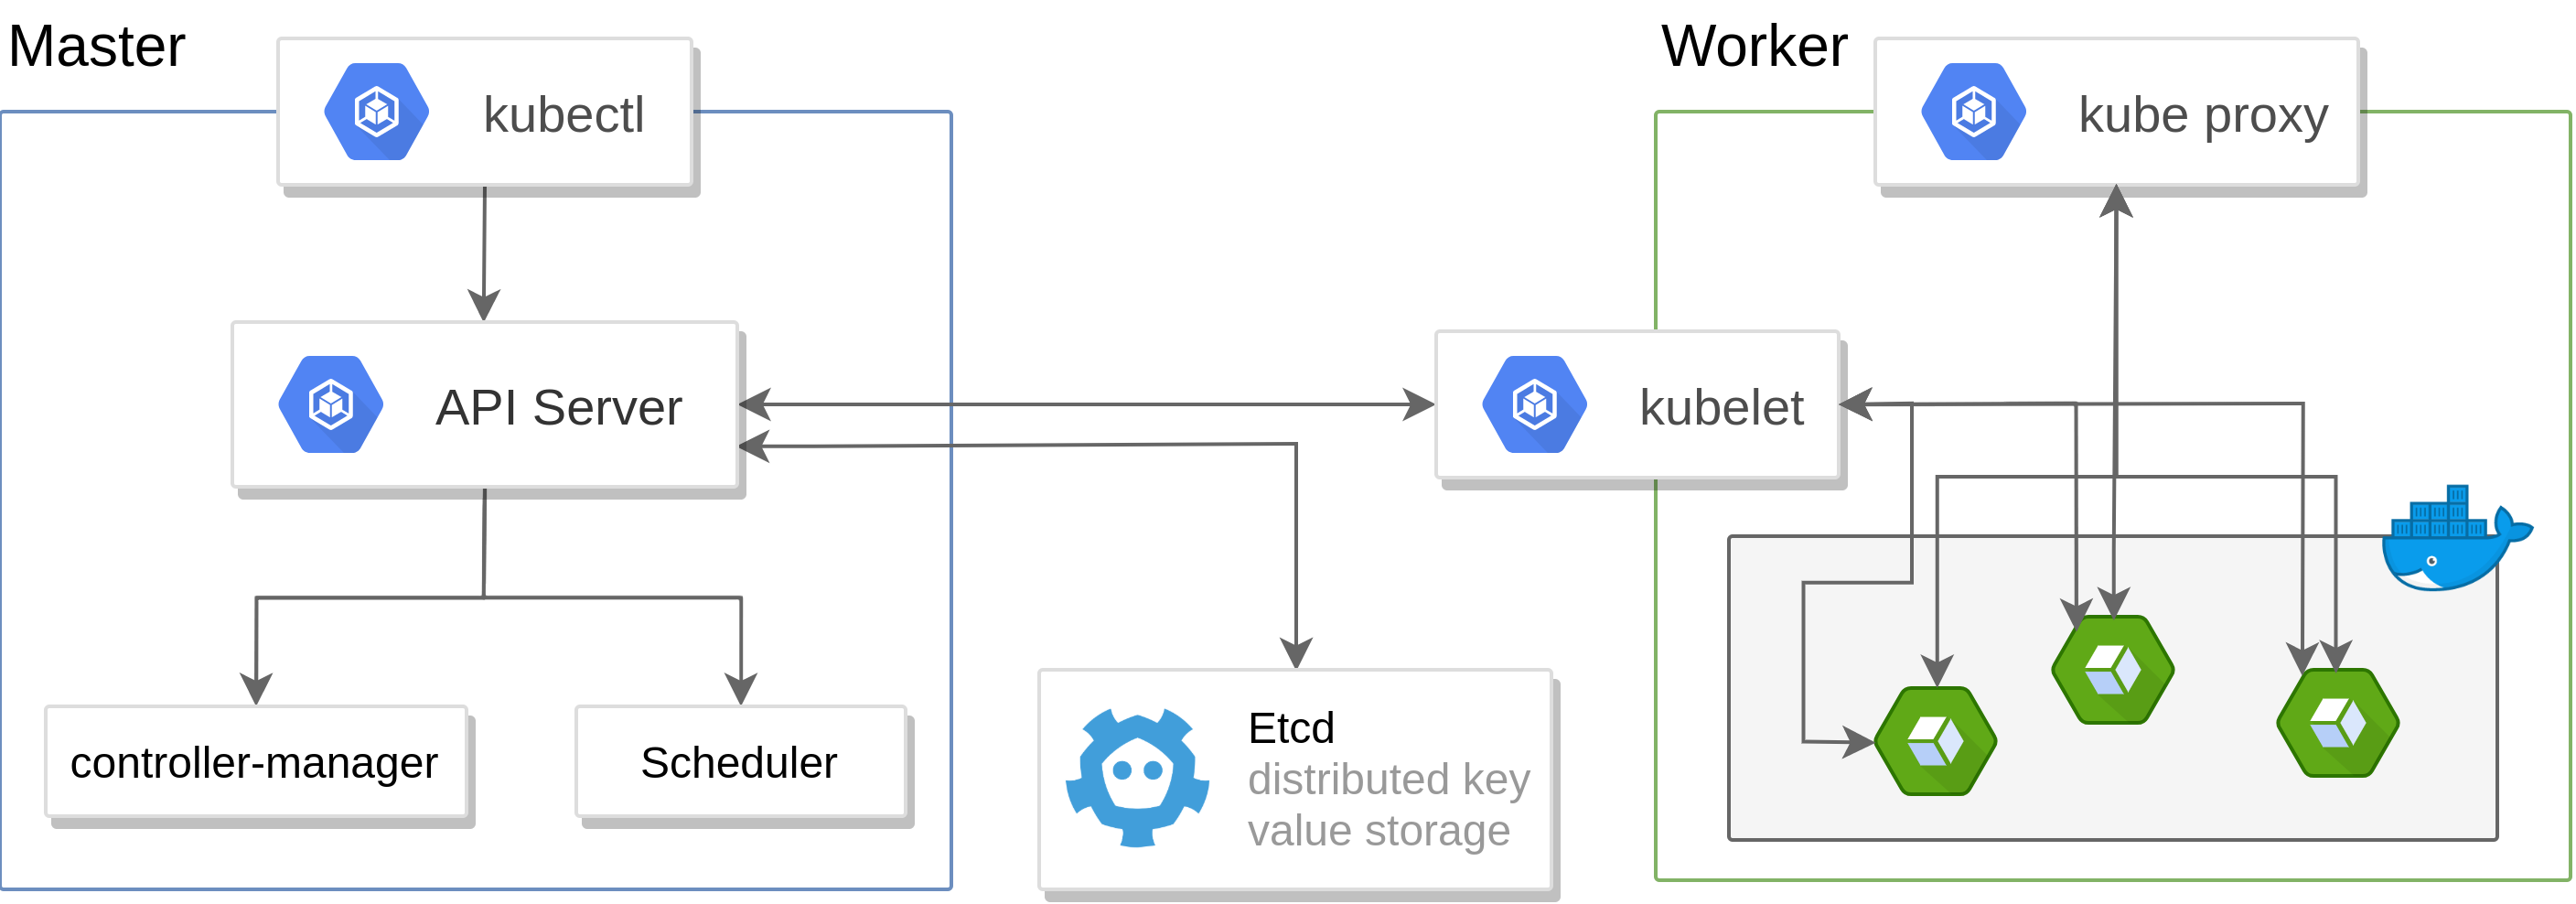 Master
kubectl
Worker
kube proxy
API Server
kubelet
controller-manager
Scheduler
Etcd
distributed key
value storage